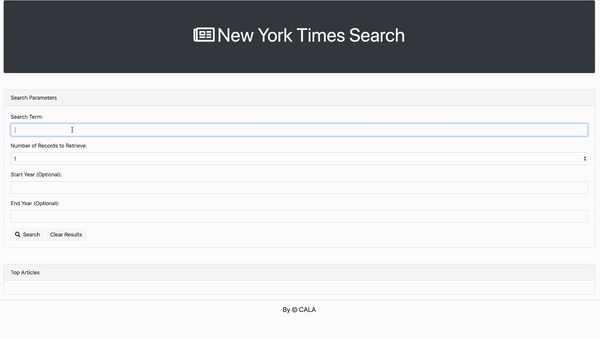 New York Times Search
Search Parameters
Search Term:
Number of Records to Retrieve:
1
Start Year (Optional):
End Year (Optional):
Search Clear Results
Top Articles
By © CALA